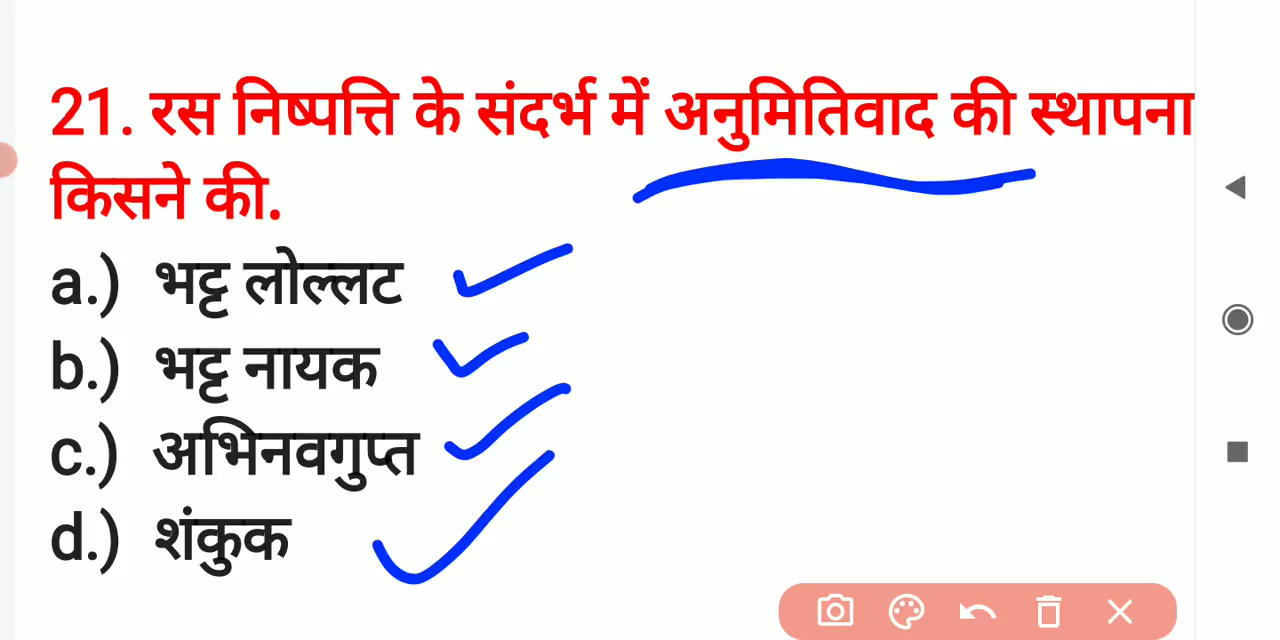 21. रस निष्पत्ति के संदर्भ में अनुमितिवाद की स्थापना
किसने की.
a.) भट्ट लोल्लट
b.) भट्ट नायक
c.) अभिनवगुप्त
d.) शंकुक